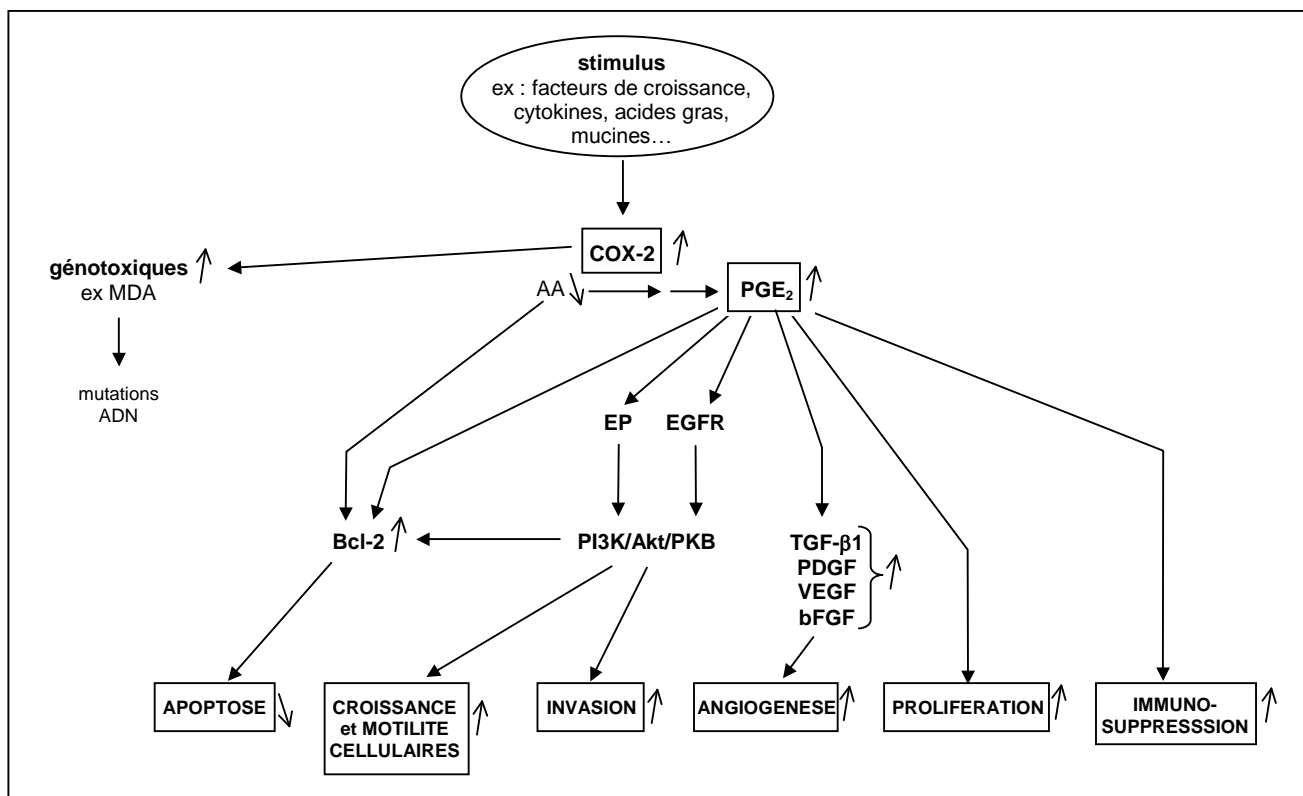 stimulus
ex : facteurs de croissance,
cytokines, acides gras,
mucines…
COX-2
génotoxiques
ex MDA
AA
PGE₂
mutations
ADN
EP
EGFR
Bcl-2
PI3K/Akt/PKB
TGF-β1
PDGF
VEGF
bFGF
APOPTOSE
CROISSANCE
et MOTILITE
CELLULAIRES
INVASION
ANGIOGENESE
PROLIFERATION
IMMUNO-
SUPPRESSSION